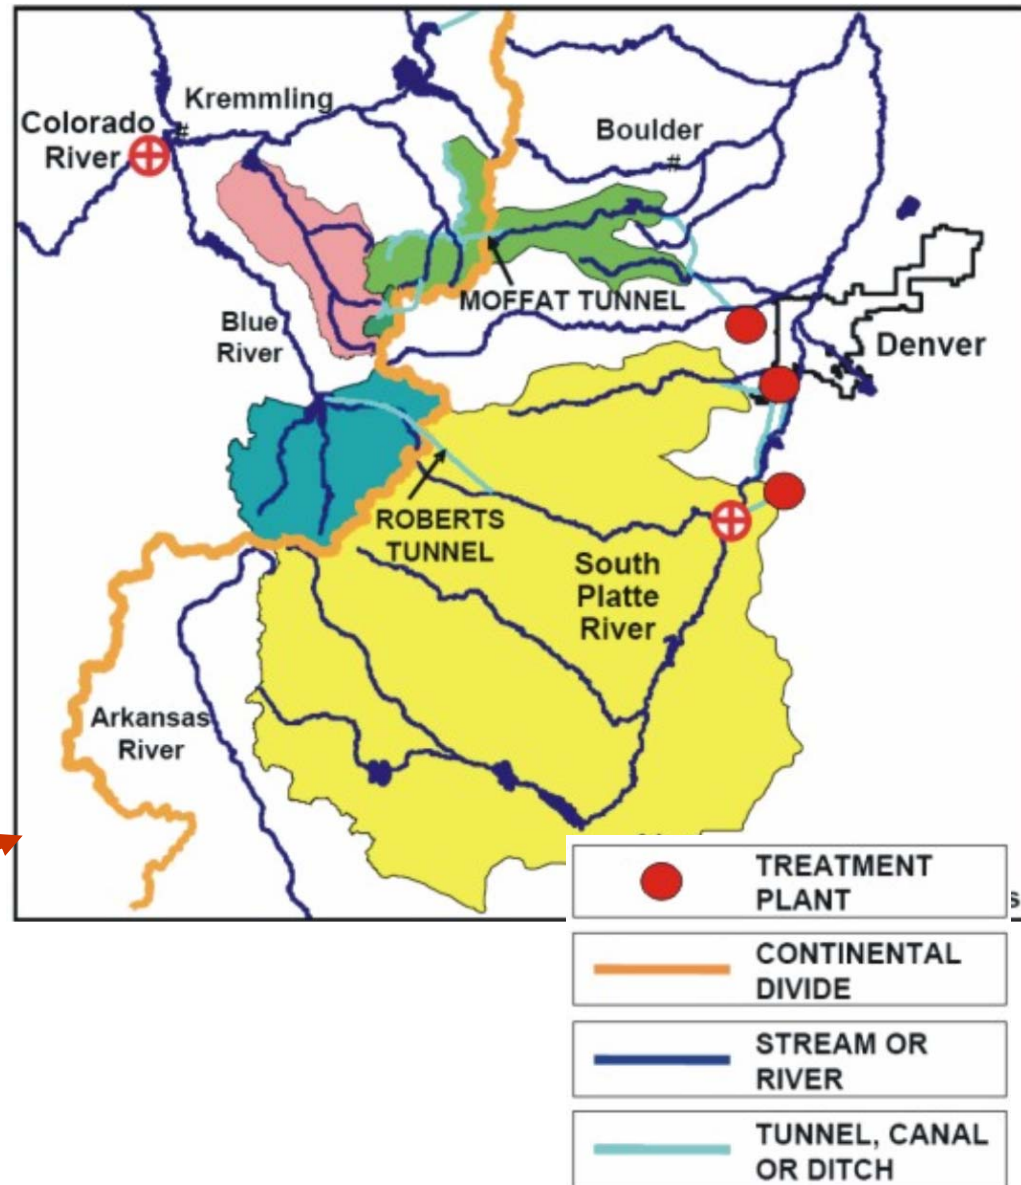 Kremmling
#
Colorado
River
Boulder
#
MOFFAT TUNNEL
Blue
River
Denver
ROBERTS
TUNNEL
South
Platte
River
Arkansas
River
TREATMENT
PLANT
s
CONTINENTAL
DIVIDE
STREAM OR
RIVER
TUNNEL, CANAL
OR DITCH